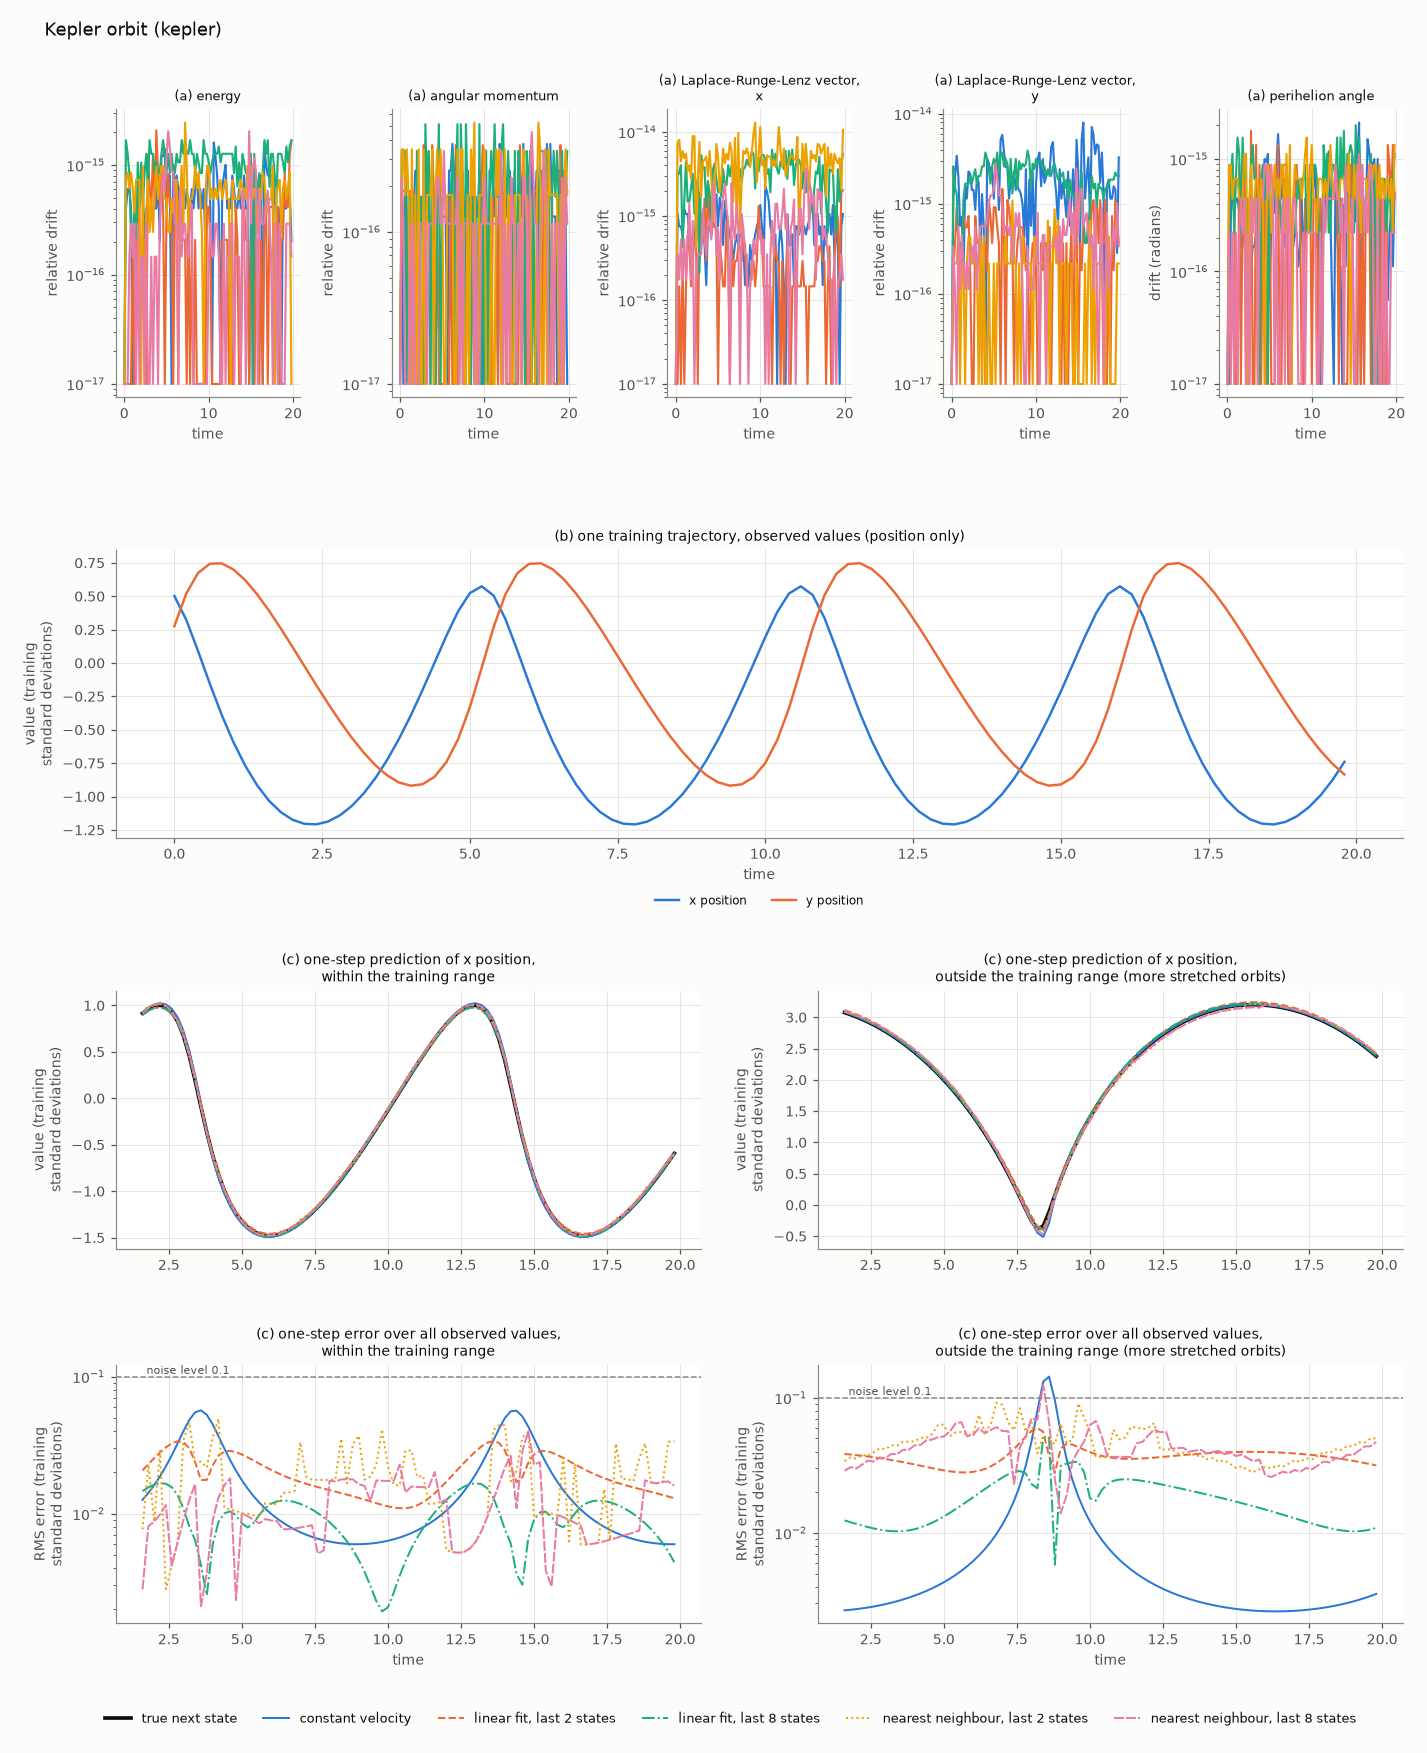 Kepler orbit (kepler)
(a) energy
(a) angular momentum
(a) Laplace-Runge-Lenz vector,
x
(a) Laplace-Runge-Lenz vector,
y
(a) perihelion angle
relative drift
10⁻¹⁵
10⁻¹⁶
10⁻¹⁷
0
10
20
time
relative drift
10⁻¹⁶
10⁻¹⁷
0
10
20
time
relative drift
10⁻¹⁴
10⁻¹⁵
10⁻¹⁶
10⁻¹⁷
0
10
20
time
relative drift
10⁻¹⁴
10⁻¹⁵
10⁻¹⁶
10⁻¹⁷
0
10
20
time
drift (radians)
10⁻¹⁵
10⁻¹⁶
10⁻¹⁷
0
10
20
time
(b) one training trajectory, observed values (position only)
value (training
standard deviations)
0.75
0.50
0.25
0.00
−0.25
−0.50
−0.75
−1.00
−1.25
0.0
2.5
5.0
7.5
10.0
12.5
15.0
17.5
20.0
time
x position
y position
(c) one-step prediction of x position,
within the training range
value (training
standard deviations)
1.0
0.5
0.0
−0.5
−1.0
−1.5
2.5
5.0
7.5
10.0
12.5
15.0
17.5
20.0
(c) one-step prediction of x position,
outside the training range (more stretched orbits)
value (training
standard deviations)
3.0
2.5
2.0
1.5
1.0
0.5
0.0
−0.5
2.5
5.0
7.5
10.0
12.5
15.0
17.5
20.0
(c) one-step error over all observed values,
within the training range
RMS error (training
standard deviations)
10⁻¹
10⁻²
noise level 0.1
2.5
5.0
7.5
10.0
12.5
15.0
17.5
20.0
time
(c) one-step error over all observed values,
outside the training range (more stretched orbits)
RMS error (training
standard deviations)
10⁻¹
10⁻²
noise level 0.1
2.5
5.0
7.5
10.0
12.5
15.0
17.5
20.0
time
true next state
constant velocity
linear fit, last 2 states
linear fit, last 8 states
nearest neighbour, last 2 states
nearest neighbour, last 8 states